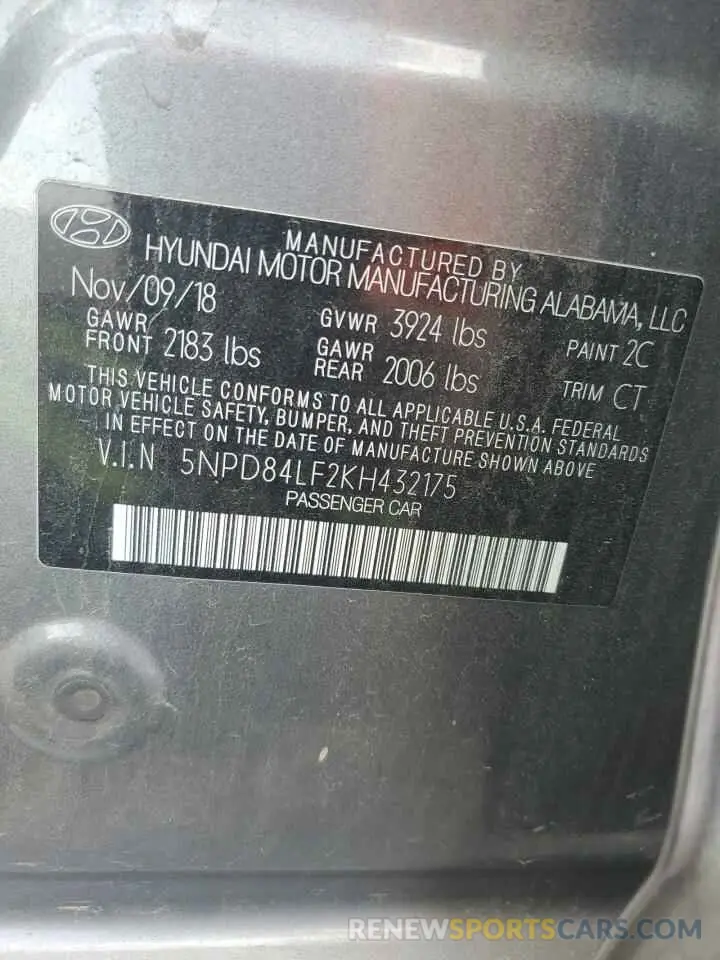 MANUFACTURED BY
HYUNDAI MOTOR MANUFACTURING ALABAMA, LLC
Nov/09/18 GVWR 3924 lbs PAINT 2C
GAWR FRONT 2183 lbs GAWR REAR 2006 lbs TRIM CT
THIS VEHICLE CONFORMS TO ALL APPLICABLE U.S.A. FEDERAL
MOTOR VEHICLE SAFETY, BUMPER, AND THEFT PREVENTION STANDARDS
IN EFFECT ON THE DATE OF MANUFACTURE SHOWN ABOVE
V.I.N 5NPD84LF2KH432175
PASSENGER CAR
RENEWSPORTCARS.COM